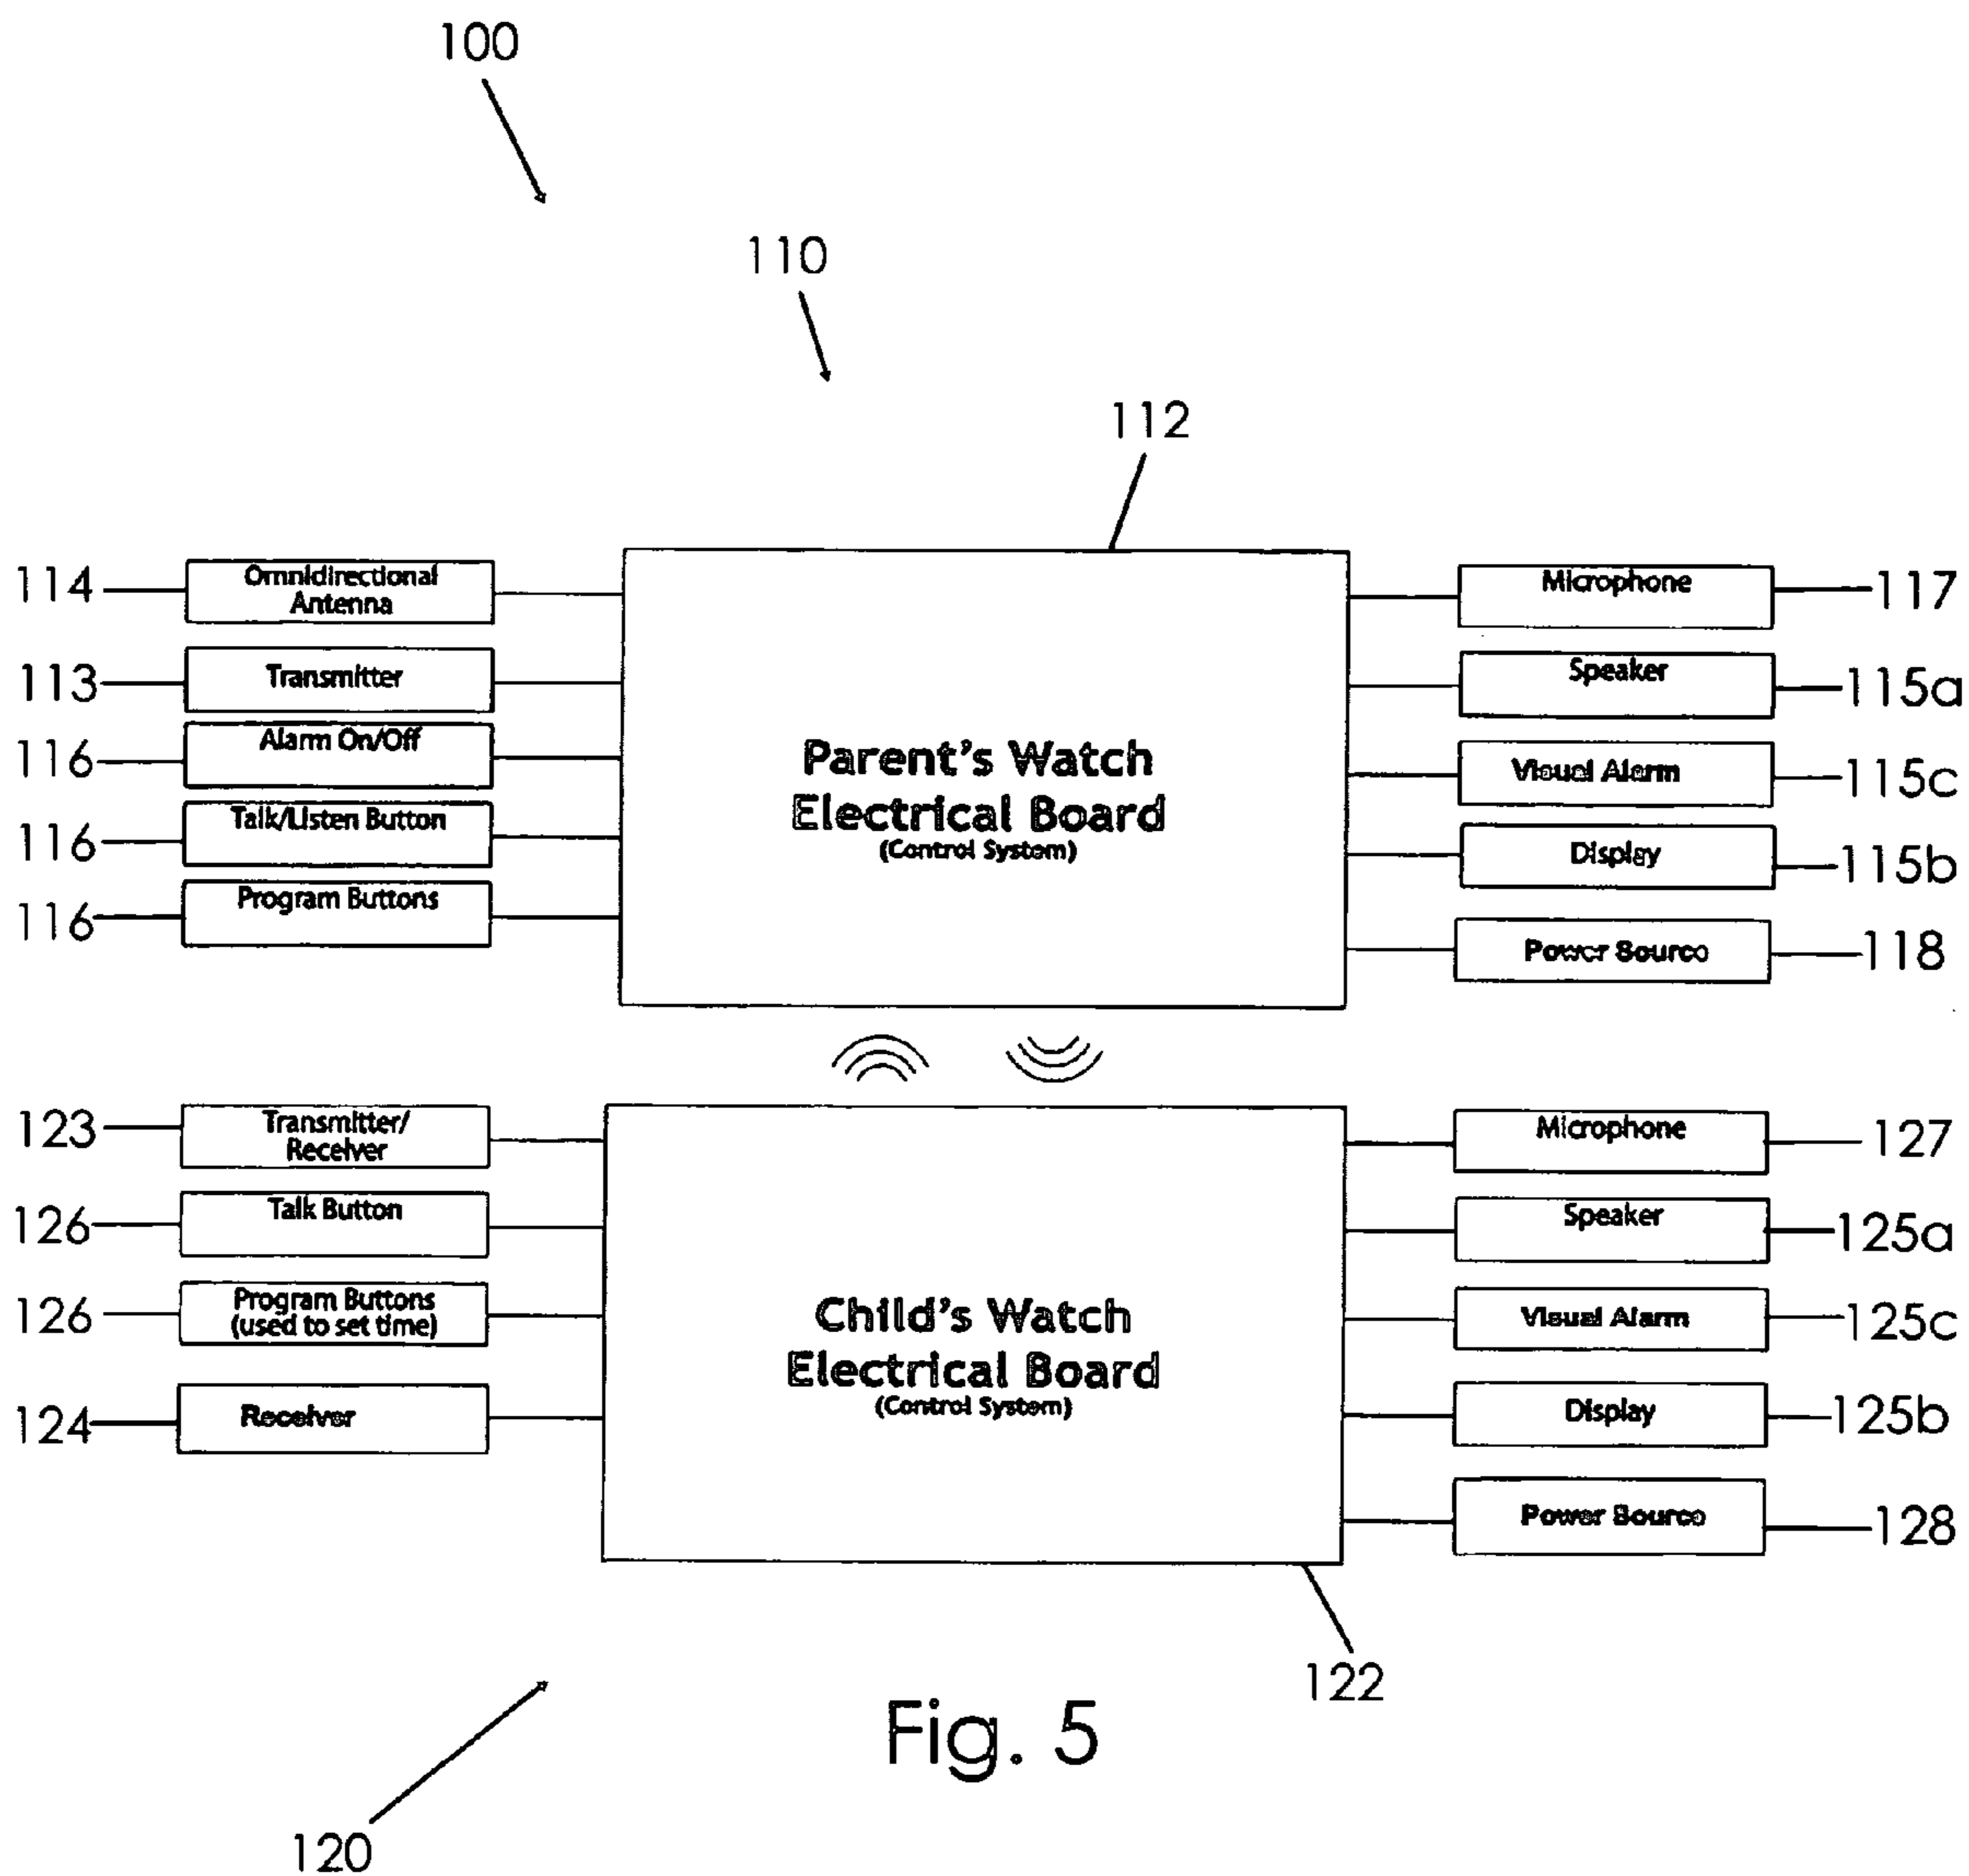 100
110
112
114
Omnidirectional
Antenna
Microphone
117
113
Transmitter
Speaker
115a
116
Alarm On/Off
Visual Alarm
115c
116
Talk/Listen Button
Display
115b
116
Program Buttons
Power Source
118
Parent's Watch
Electrical Board
(Control System)
123
Transmitter/
Receiver
Microphone
127
126
Talk Button
Speaker
125a
126
Program Buttons
(used to set time)
Visual Alarm
125c
124
Receiver
Display
125b
Power Source
128
Child's Watch
Electrical Board
(Control System)
122
Fig. 5
120